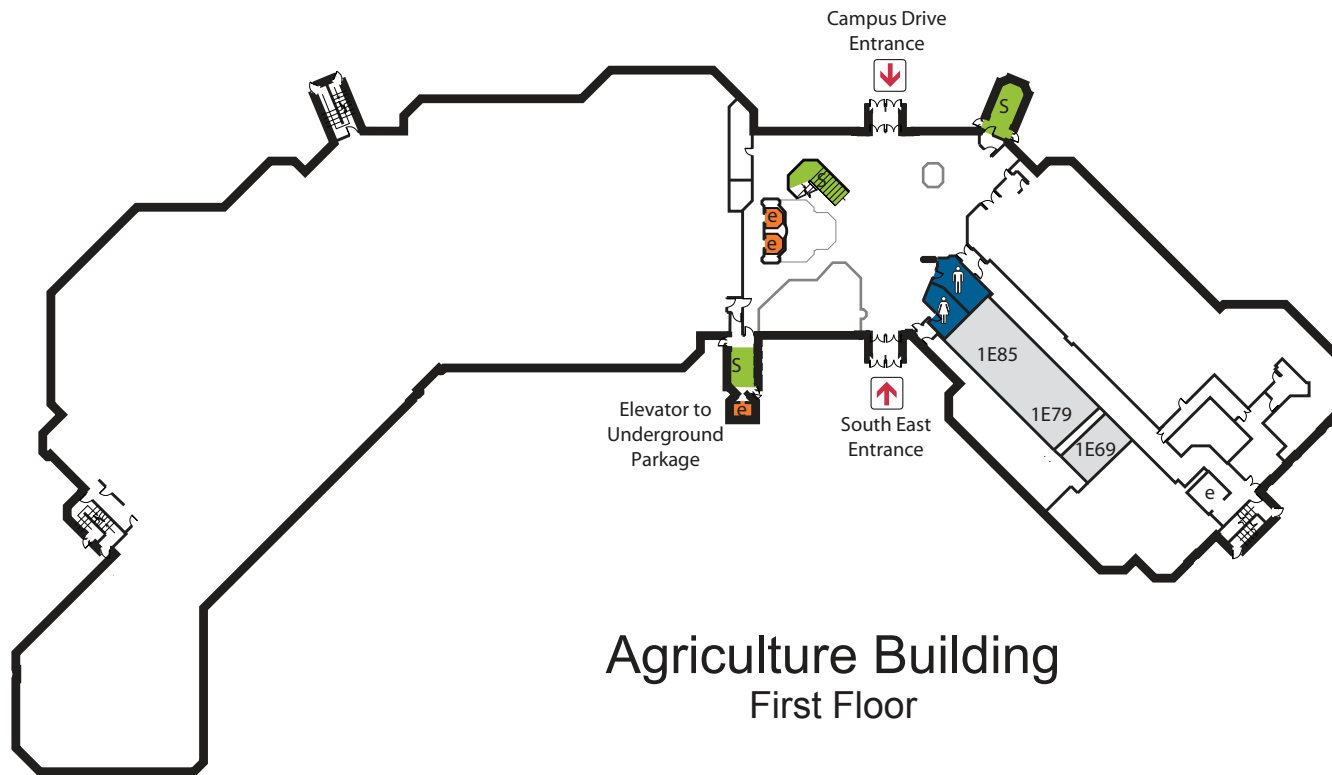 Campus Drive
Entrance
S
S
e
e
1E85
S
e
Elevator to
Underground
Parkage
South East
Entrance
1E79
1E69
e
Agriculture Building
First Floor